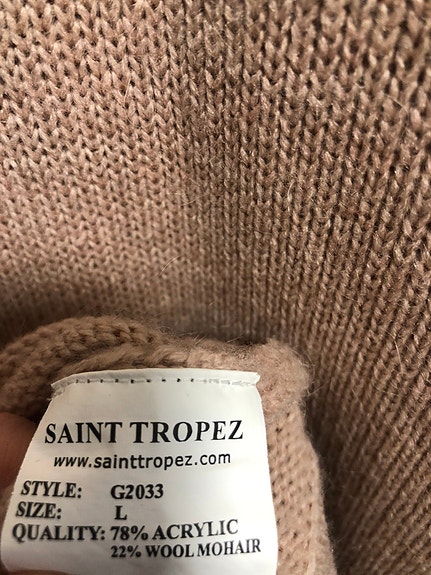 SAINT TROPEZ
www.sainttropez.com
STYLE: G2033
SIZE: L
QUALITY: 78% ACRYLIC
22% WOOL MOHAIR